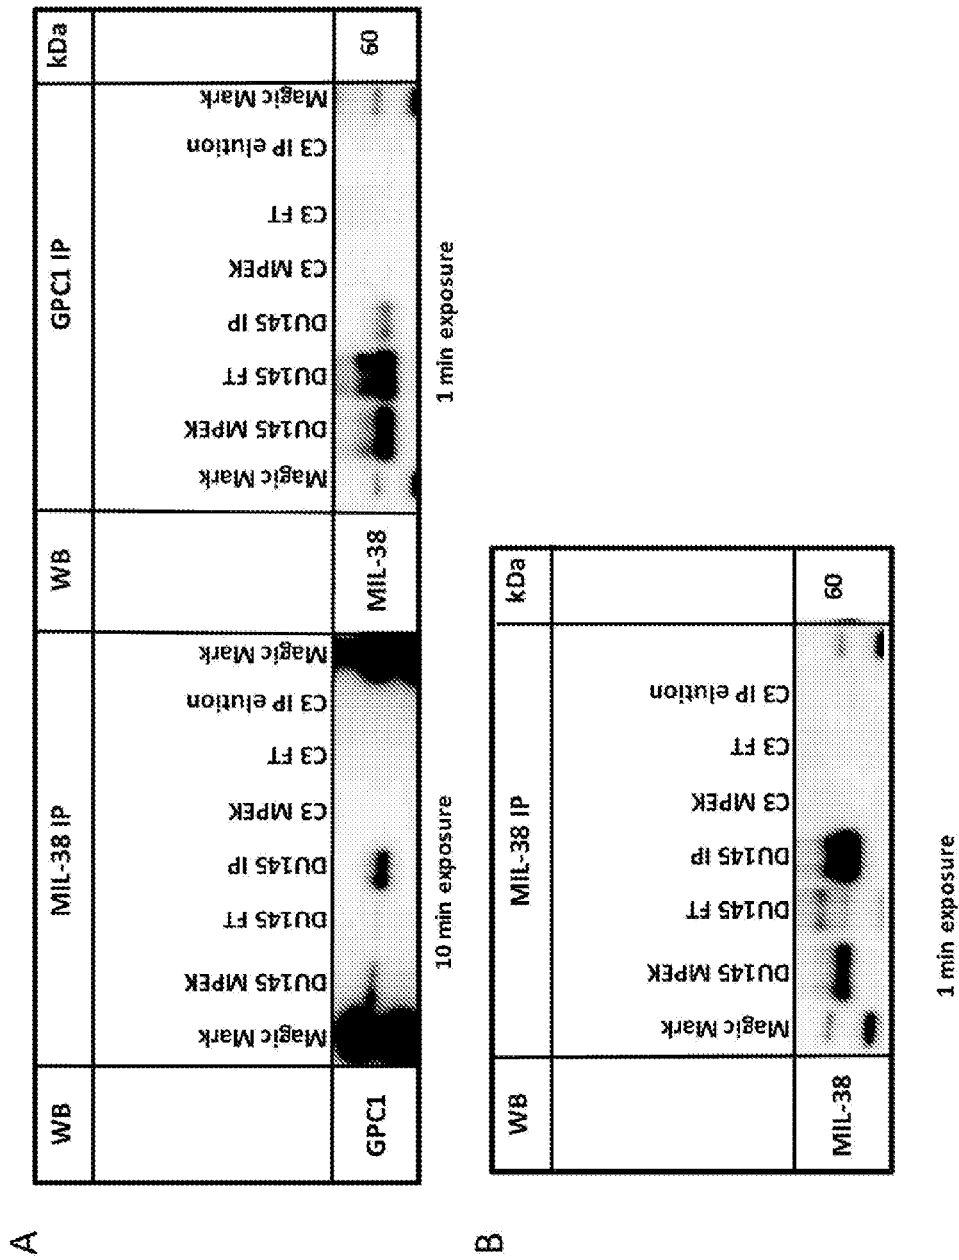 A
WB
MIL-38 IP
WB
GPC1 IP
kDa
Magic Mark
DU145 MPEK
DU145 FT
DU145 IP
C3 MPEK
C3 FT
C3 IP elution
Magic Mark
Magic Mark
DU145 MPEK
DU145 FT
DU145 IP
C3 MPEK
C3 FT
C3 IP elution
Magic Mark
GPC1
MIL-38
60
10 min exposure
1 min exposure
B
WB
MIL-38 IP
kDa
Magic Mark
DU145 MPEK
DU145 FT
DU145 IP
C3 MPEK
C3 FT
C3 IP elution
MIL-38
60
1 min exposure